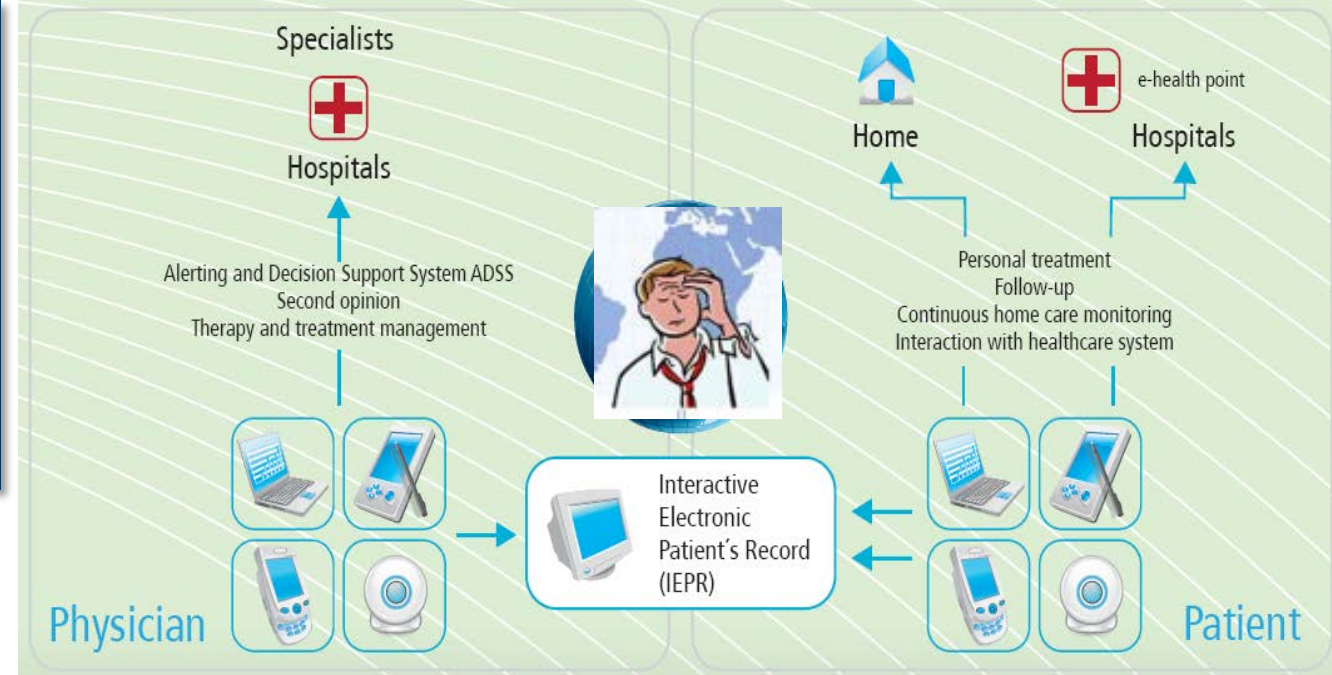 Specialists
Hospitals
Alerting and Decision Support System ADSS
Second opinion
Therapy and treatment management
Physician
Interactive
Electronic
Patient´s Record
(IEPR)
e-health point
Home
Hospitals
Personal treatment
Follow-up
Continuous home care monitoring
Interaction with healthcare system
Patient